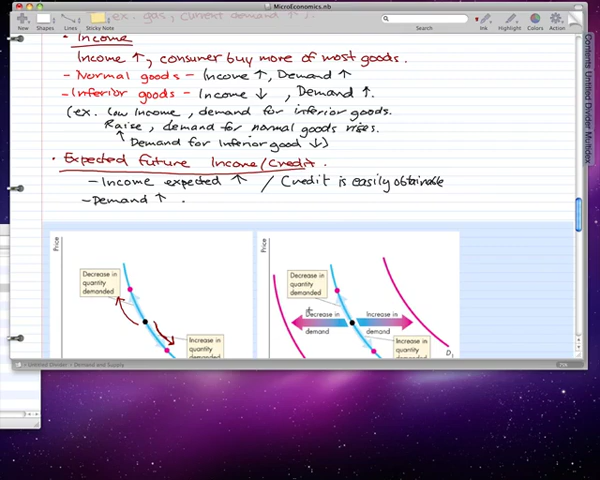 MicroEconomics.nb
New
Shapes
Lines
Sticky Note
Search
Ink
Highlight
Colors
Share
Action
ex. gas, current demand ↑
• Income
Income ↑, consumer buy more of most goods.
- Normal goods - Income ↑, Demand ↑
- Inferior goods - Income ↓, Demand ↑.
(ex. low Income, demand for inferior goods.
Raise, demand for normal goods rises.
↑ Demand for Inferior good ↓)
• Expected Future Income/Credit.
- Income expected ↑ / Credit is easily obtainable
- Demand ↑.
Price
Decrease in
quantity
demanded
Increase in
quantity
demanded
Price
Decrease in
quantity
demanded
Decrease in
demand
Increase in
demand
Increase in
quantity
demanded
D₁
Contents Untitled Divider Multidex
Untitled Divider › Demand and Supply